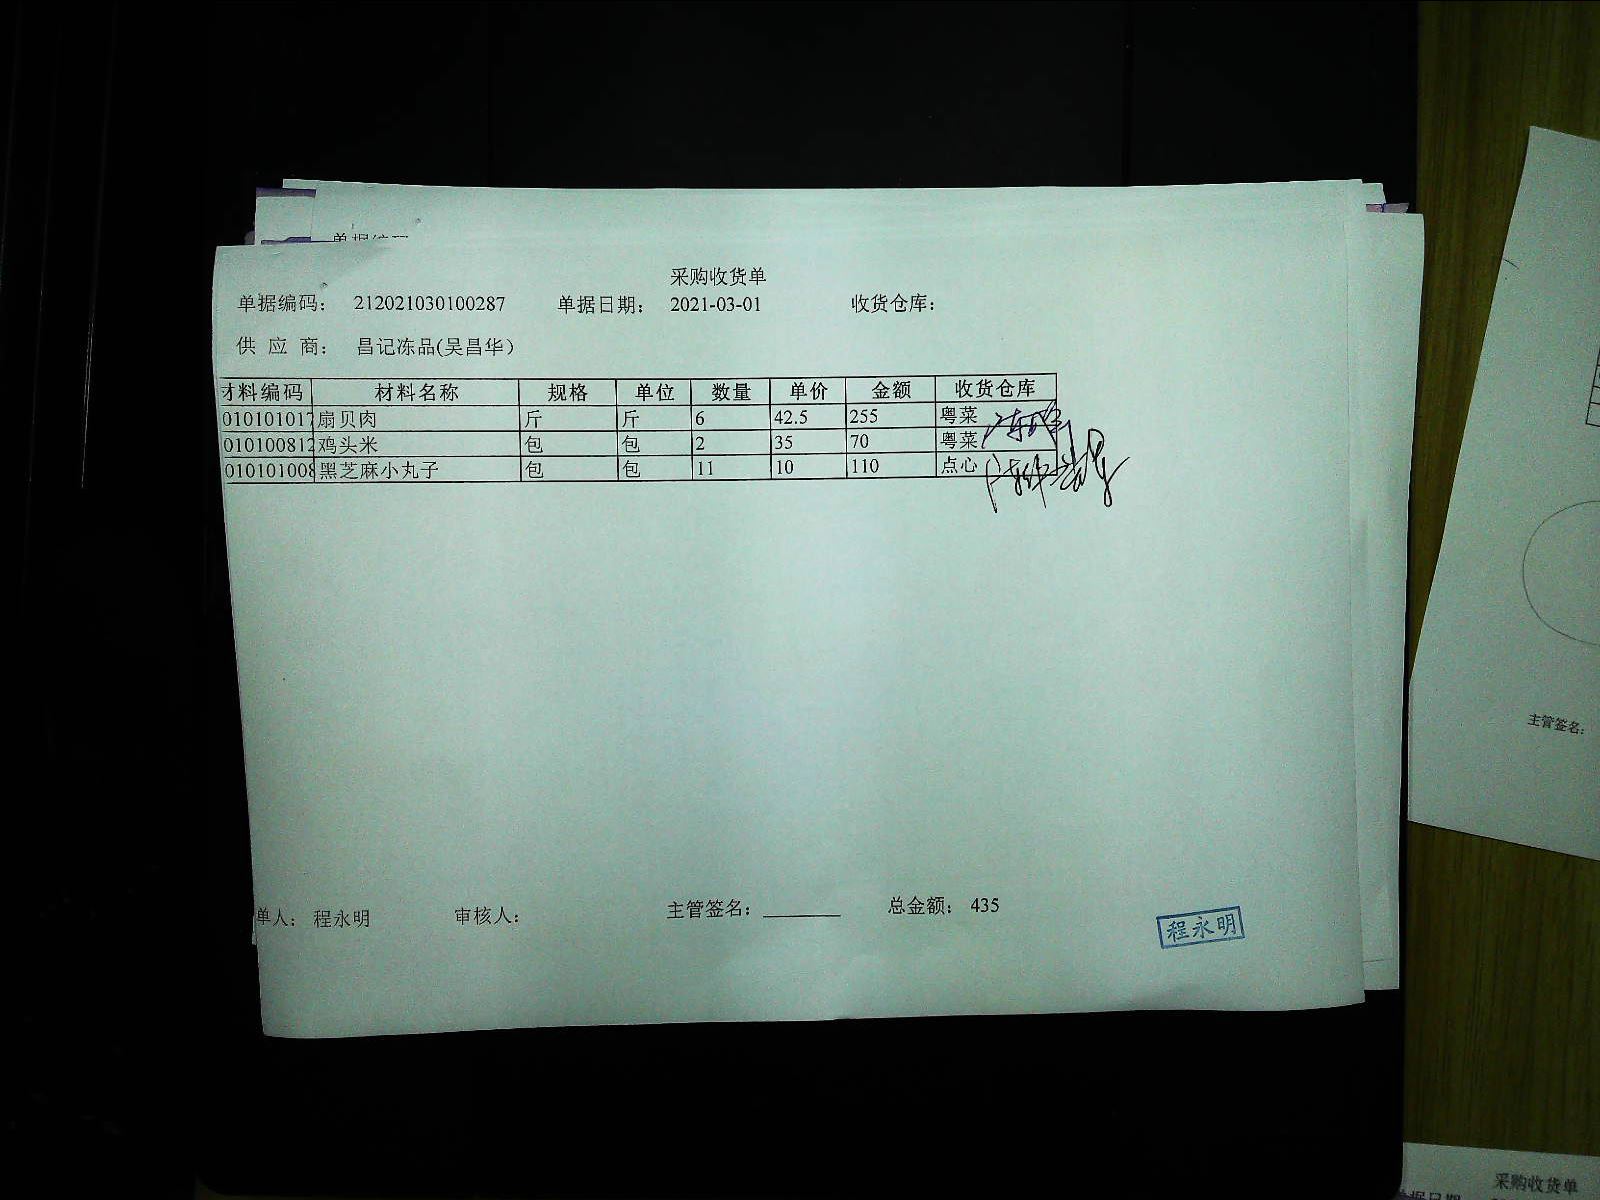 采购收货单
单据编码： 212021030100287 单据日期： 2021-03-01 收货仓库：
供 应 商： 昌记冻品(吴昌华)
材料编码 材料名称 规格 单位 数量 单价 金额 收货仓库
010101017 扇贝肉 斤 斤 6 42.5 255 粤菜
010100812 鸡头米 包 包 2 35 70 粤菜
010101008 黑芝麻小丸子 包 包 11 10 110 点心
单人： 程永明 审核人： 主管签名： 总金额： 435
程永明
主管签名：
采购收货单